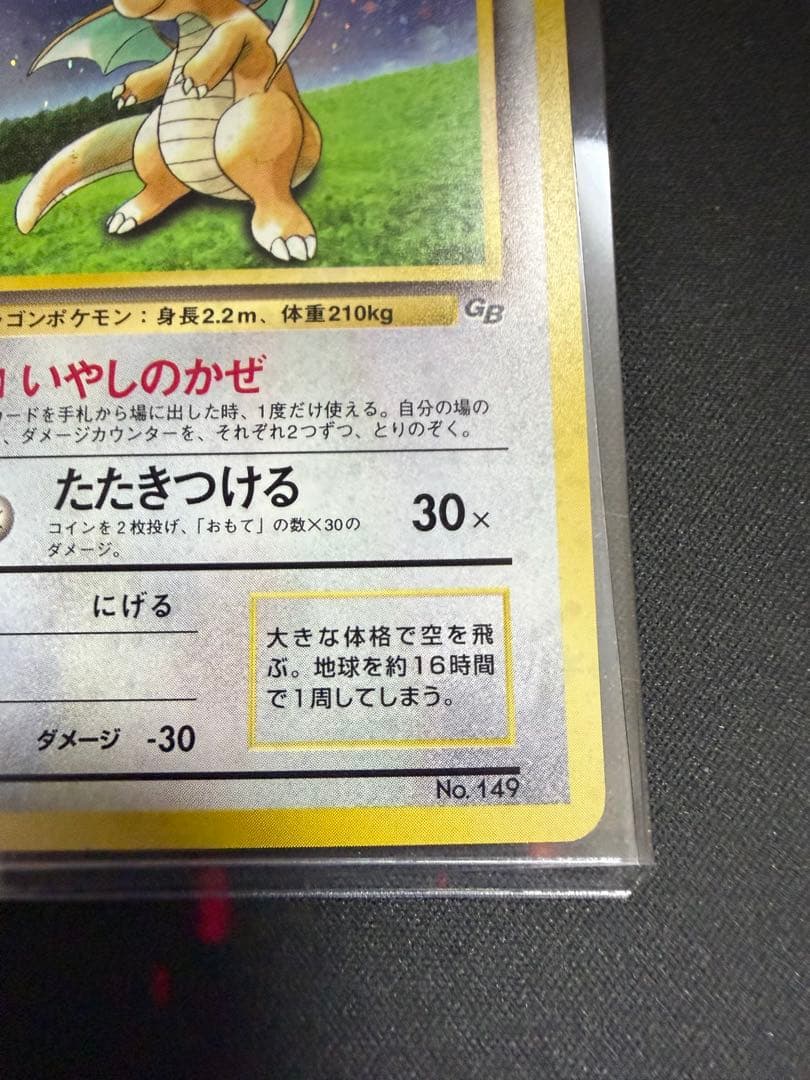 ゴンポケモン：身長2.2m、体重210kg
GB
いやしのかぜ
ードを手札から場に出した時、1度だけ使える。自分の場の
、ダメージカウンターを、それぞれ2つずつ、とりのぞく。
たたきつける
30×
コインを2枚投げ、「おもて」の数×30の
ダメージ。
にげる
大きな体格で空を飛
ぶ。地球を約16時間
で1周してしまう。
ダメージ -30
No. 149